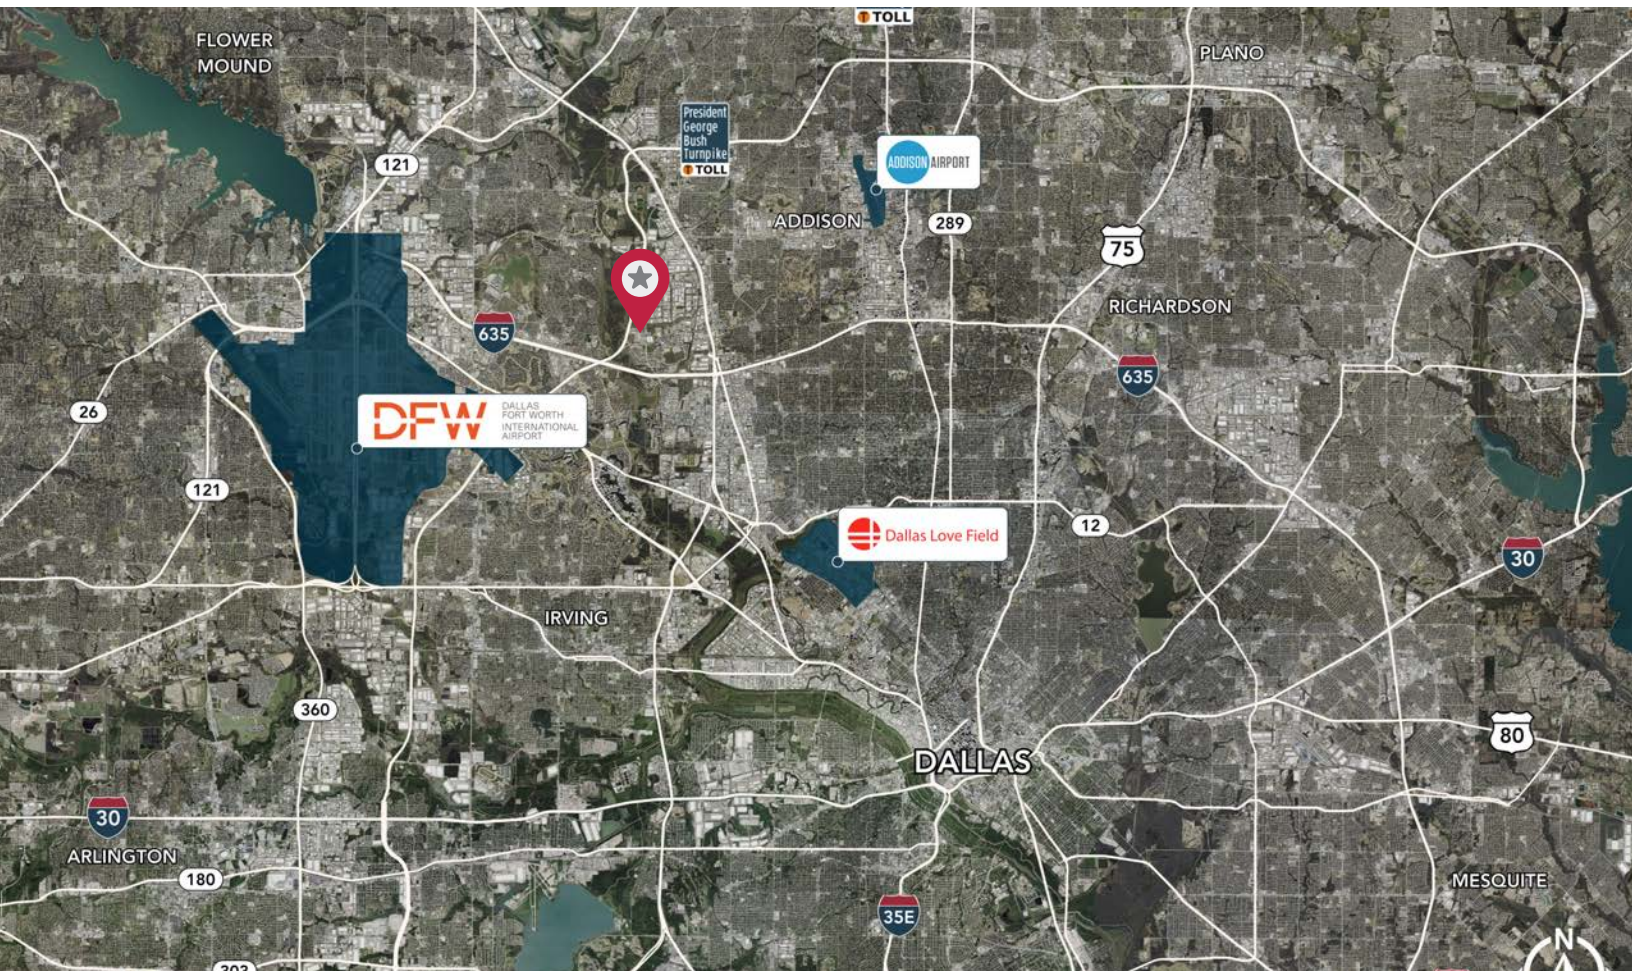 TOLL
FLOWER
MOUND
PLANO
President
George
Bush
Turnpike
TOLL
ADDISON AIRPORT
121
ADDISON
289
75
RICHARDSON
635
635
26
DFW
DALLAS
FORT WORTH
INTERNATIONAL
AIRPORT
121
12
Dallas Love Field
30
IRVING
360
80
DALLAS
30
ARLINGTON
180
MESQUITE
35E
N